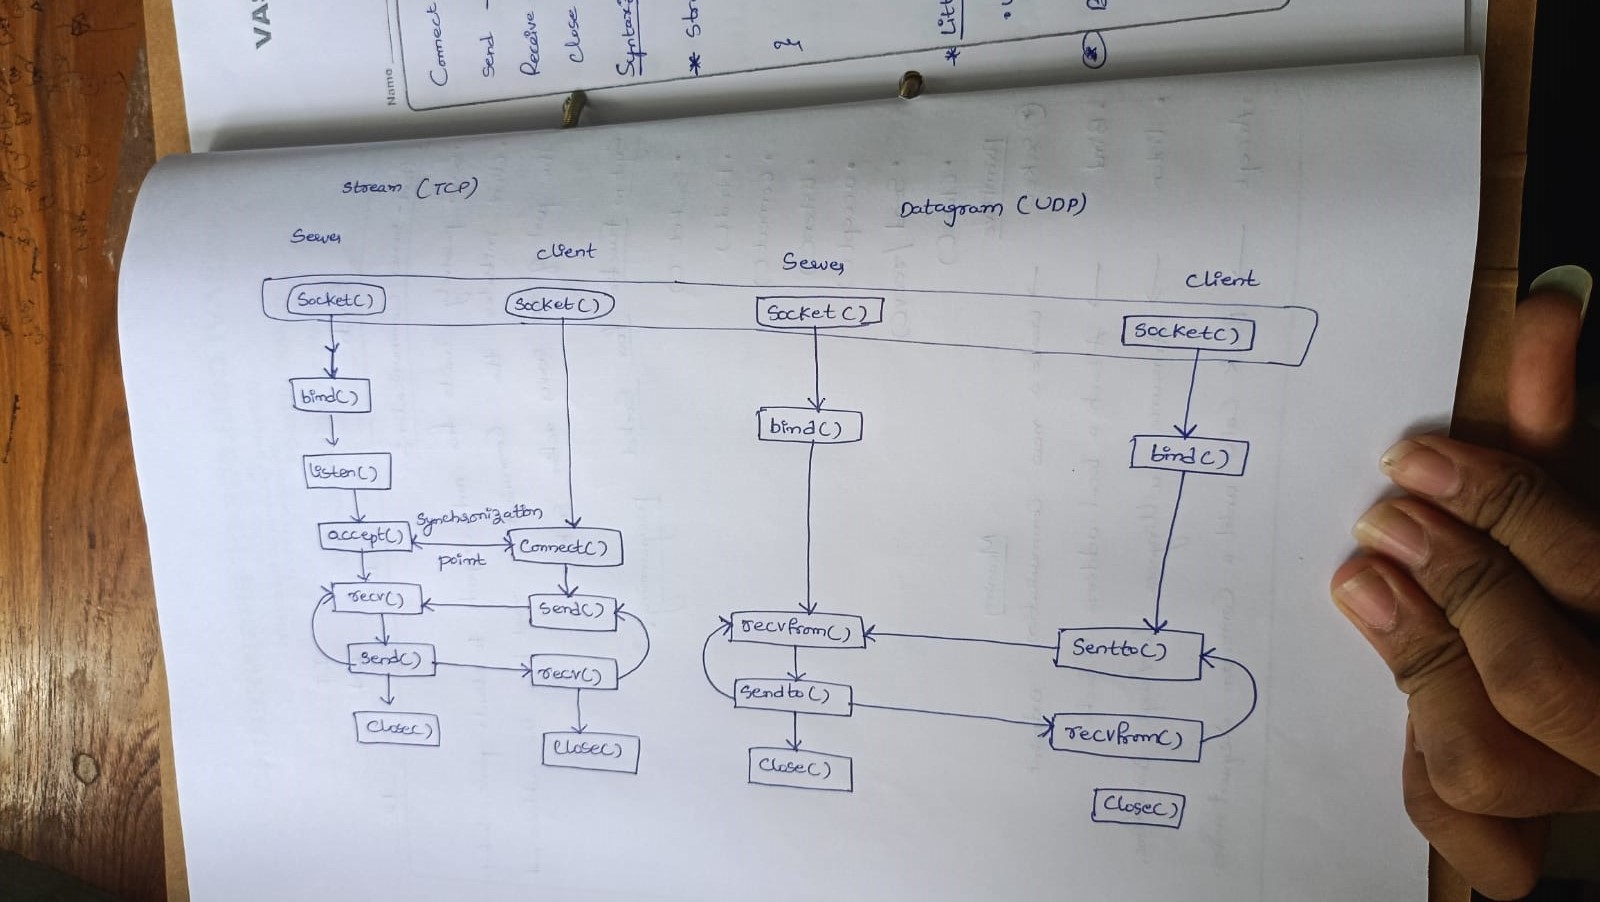 VAS
Name
Connect
Send -
Receive
Close
Syntax:
* Str
}
* Litt
Stream (TCP)
Datagram (UDP)
Server
client
Server
Client
Socket()
Socket()
Socket()
Socket()
bind()
bind()
bind()
listen()
accept()
Synchronization
point
Connect()
recv()
Send()
recvfrom()
Sentto()
Send()
recv()
Sendto()
recvfrom()
Close()
Close()
Close()
Close()